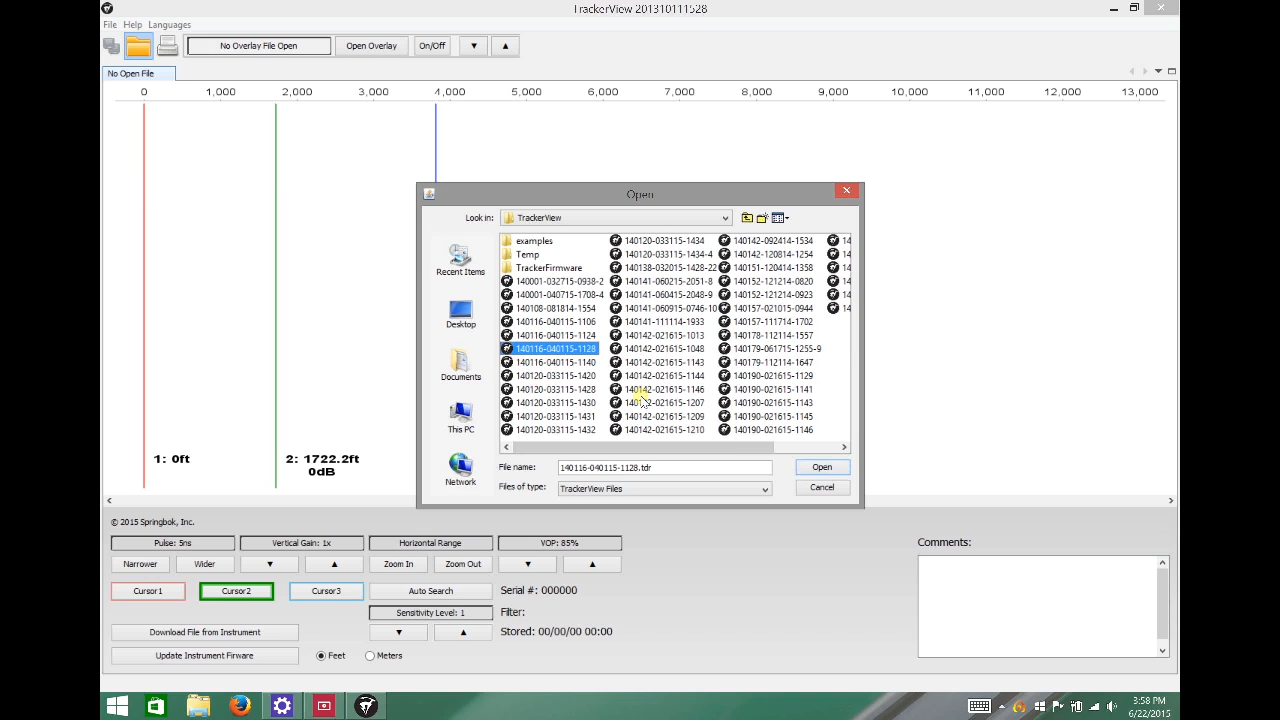 TrackerView 201310111528
File Help Languages
No Overlay File Open Open Overlay On/Off
No Open File
0 1,000 2,000 3,000 4,000 5,000 6,000 7,000 8,000 9,000 10,000 11,000 12,000 13,000
Open
Look in: TrackerView
Recent Items
Desktop
Documents
This PC
Network
examples
Temp
TrackerFirmware
140001-032715-0938-2
140001-040715-1708-4
140108-081814-1554
140116-040115-1106
140116-040115-1124
140116-040115-1128
140116-040115-1140
140120-033115-1420
140120-033115-1428
140120-033115-1430
140120-033115-1431
140120-033115-1432
140120-033115-1434
140120-033115-1434-4
140138-032015-1428-22
140141-060215-2051-8
140141-060415-2048-9
140141-060915-0746-10
140141-111114-1933
140142-021615-1013
140142-021615-1048
140142-021615-1143
140142-021615-1144
140142-021615-1146
140142-021615-1207
140142-021615-1209
140142-021615-1210
140142-092414-1534
140142-120814-1254
140151-120414-1358
140152-121214-0820
140152-121214-0923
140157-021015-0944
140157-111714-1702
140178-112114-1557
140179-061715-1255-9
140179-112114-1647
140190-021615-1129
140190-021615-1141
140190-021615-1143
140190-021615-1145
140190-021615-1146
14
14
14
14
14
14
File name: 140116-040115-1128.tdr Open
Files of type: TrackerView Files Cancel
1: 0ft
2: 1722.2ft
0dB
© 2015 Springbok, Inc.
Pulse: 5ns Vertical Gain: 1x Horizontal Range VOP: 85%
Narrower Wider Zoom In Zoom Out
Cursor1 Cursor2 Cursor3 Auto Search Serial #: 000000
Sensitivity Level: 1 Filter:
Download File from Instrument Stored: 00/00/00 00:00
Update Instrument Firware Feet Meters
Comments:
3:58 PM
6/22/2015